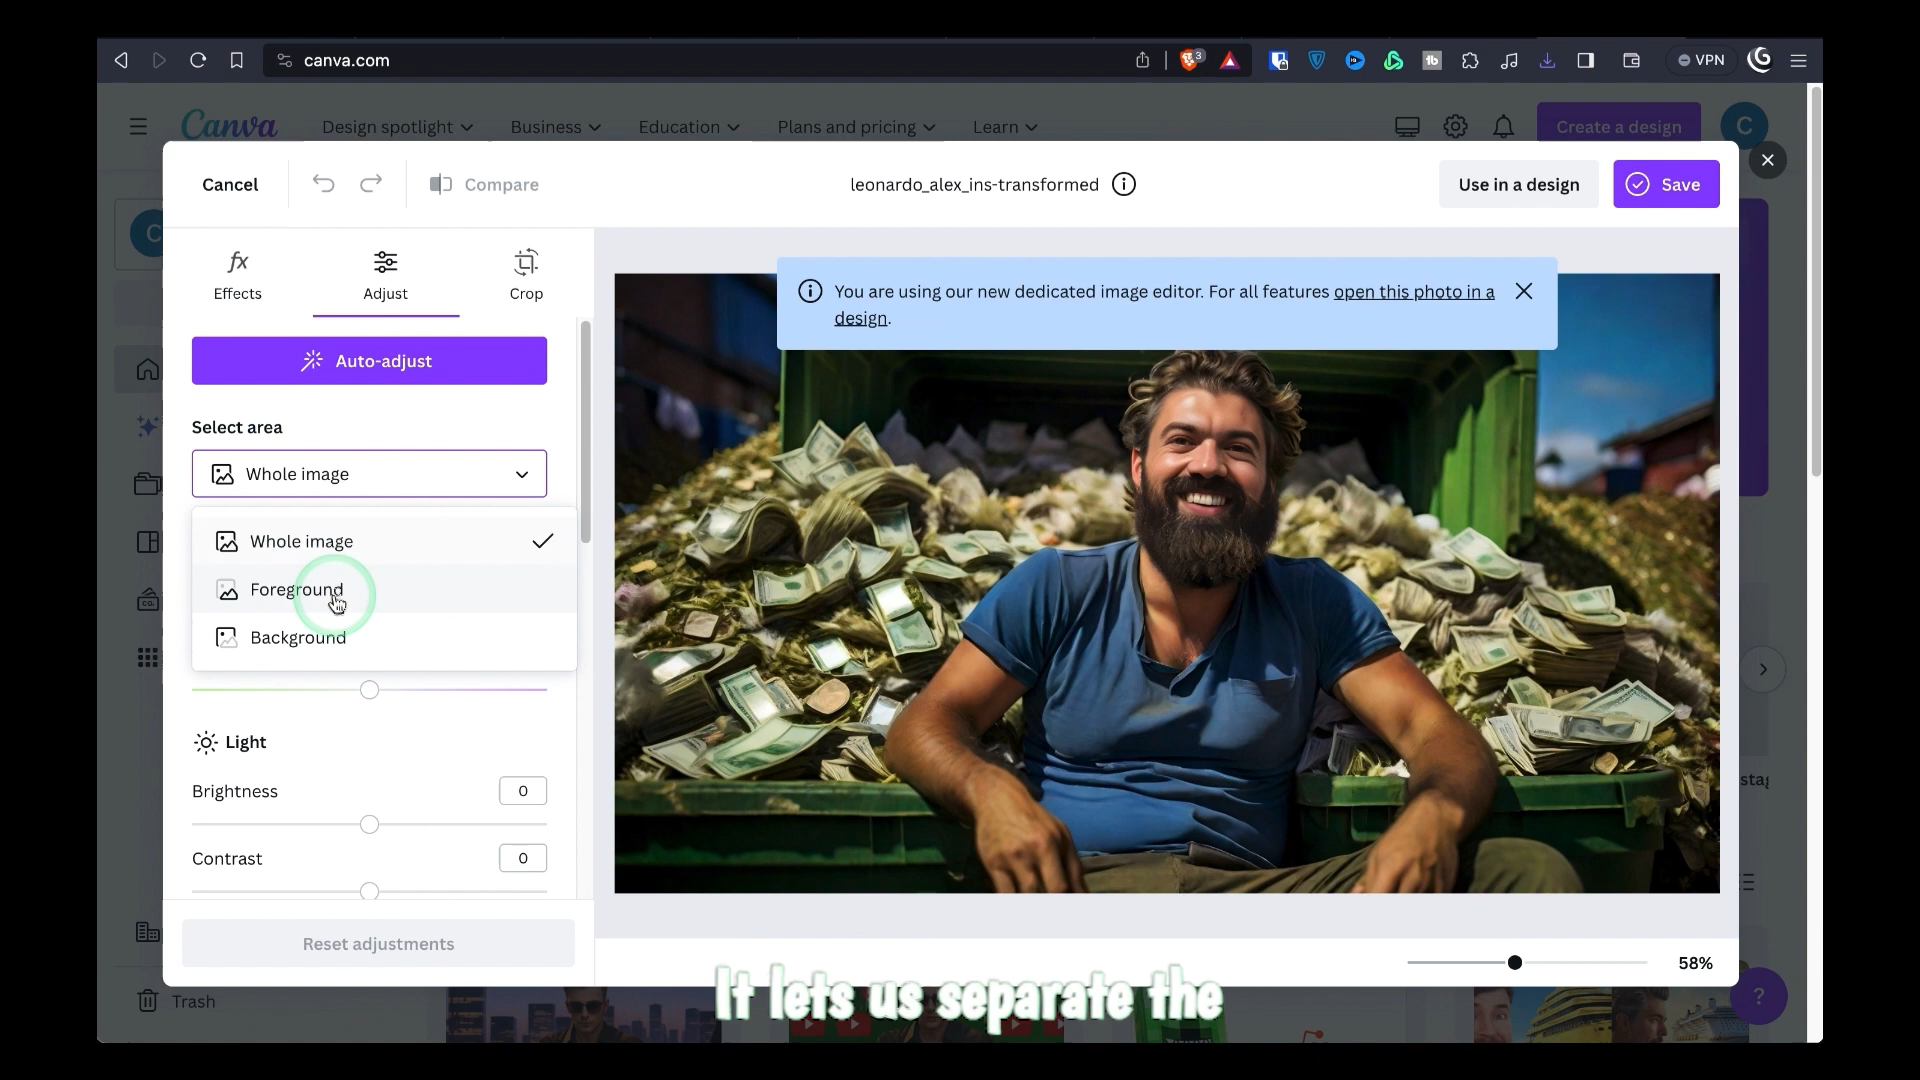 canva.com
3
VPN
Canva
Design spotlight
Business
Education
Plans and pricing
Learn
Create a design
C
Cancel
Compare
leonardo_alex_ins-transformed
Use in a design
Save
C
fx
Effects
Adjust
Crop
You are using our new dedicated image editor. For all features open this photo in a
design.
Auto-adjust
Select area
Whole image
Whole image
Foreground
Background
Light
Brightness
0
Contrast
0
Reset adjustments
58%
Trash
?
It lets us separate the